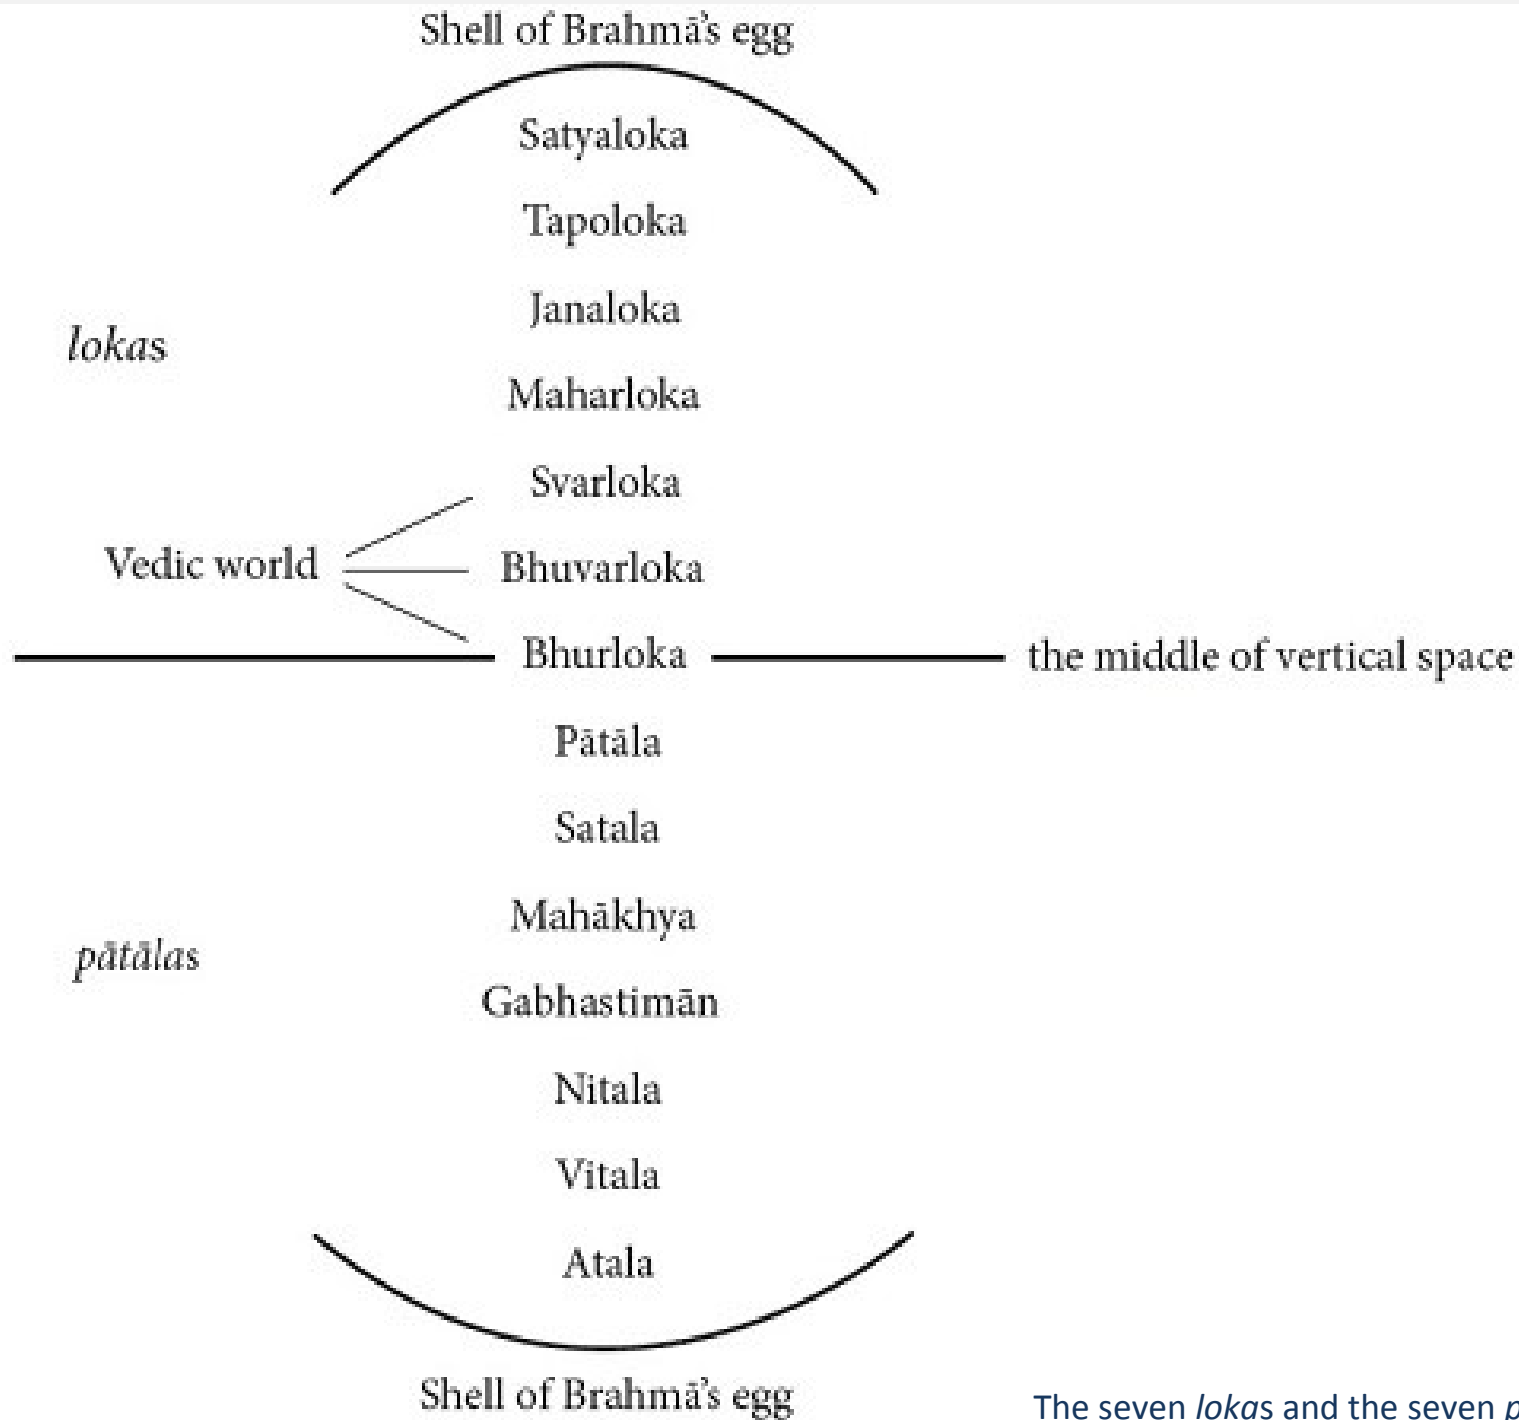 Shell of Brahmā's egg
Satyaloka
Tapoloka
Janaloka
lokas
Maharloka
Svarloka
Vedic world
Bhuvarloka
Bhurloka
the middle of vertical space
Pātāla
Satala
Mahākhya
pātālas
Gabhastimān
Nitala
Vitala
Atala
Shell of Brahmā's egg
The seven lokas and the seven